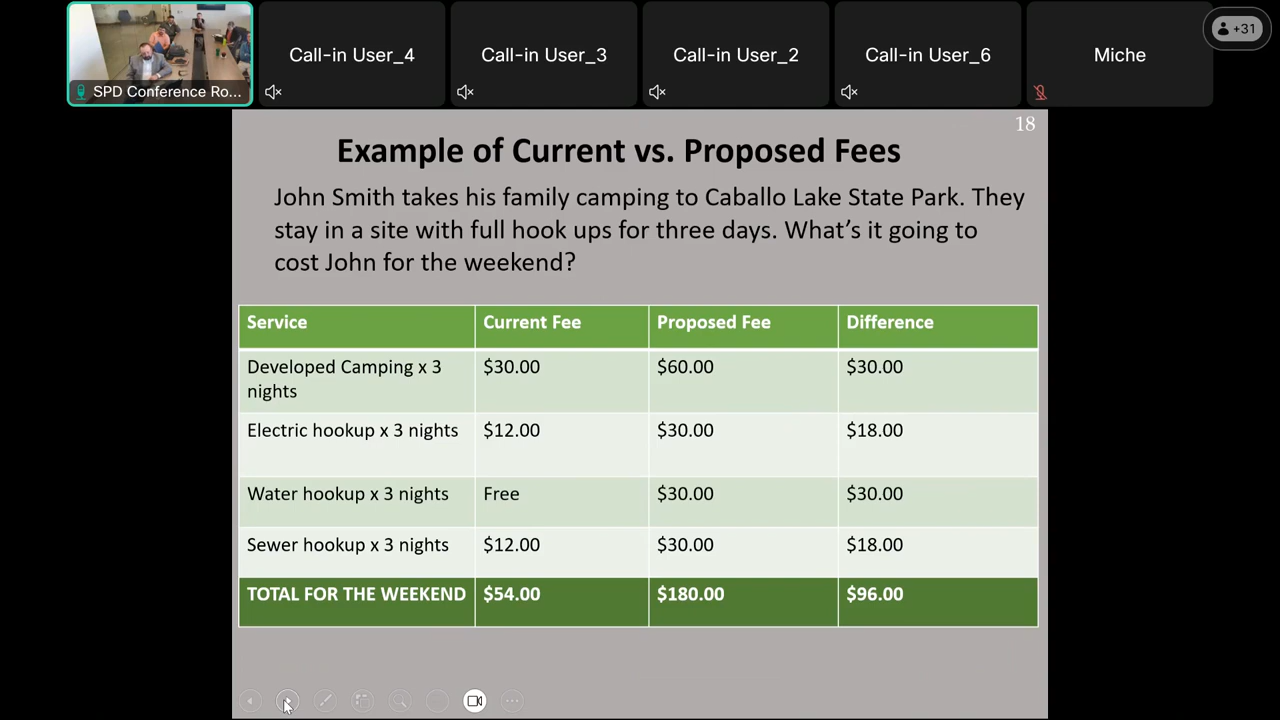 SPD Conference Ro...
Call-in User_4
Call-in User_3
Call-in User_2
Call-in User_6
Miche
+31
18
Example of Current vs. Proposed Fees
John Smith takes his family camping to Caballo Lake State Park. They
stay in a site with full hook ups for three days. What’s it going to
cost John for the weekend?
Service Current Fee Proposed Fee Difference
Developed Camping x 3
nights
$30.00 $60.00 $30.00
Electric hookup x 3 nights $12.00 $30.00 $18.00
Water hookup x 3 nights Free $30.00 $30.00
Sewer hookup x 3 nights $12.00 $30.00 $18.00
TOTAL FOR THE WEEKEND $54.00 $180.00 $96.00